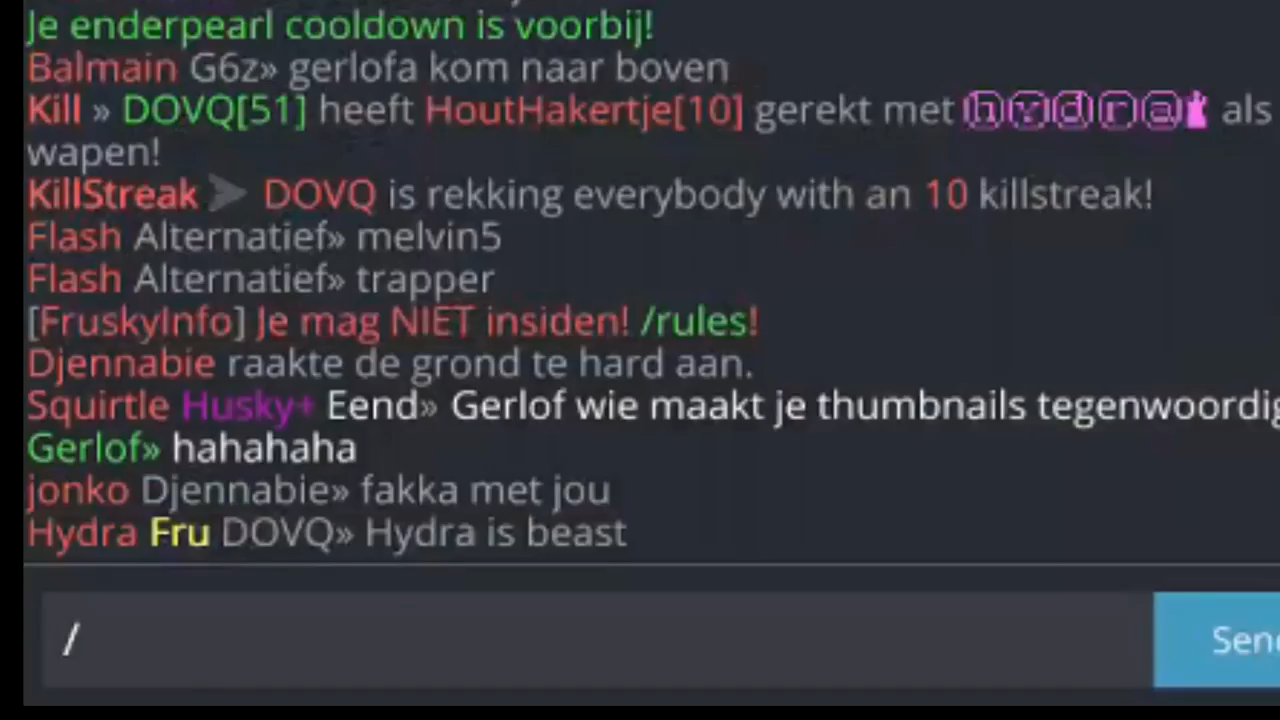 Je enderpearl cooldown is voorbij!
Balmain G6z» gerlofa kom naar boven
Kill » DOVQ[51] heeft HoutHakertje[10] gerekt met ⓗⓨⓓⓡⓐ als
wapen!
KillStreak ➤ DOVQ is rekking everybody with an 10 killstreak!
Flash Alternatief» melvin5
Flash Alternatief» trapper
[FruskyInfo] Je mag NIET insiden! /rules!
Djennabie raakte de grond te hard aan.
Squirtle Husky+ Eend» Gerlof wie maakt je thumbnails tegenwoordig
Gerlof» hahahaha
jonko Djennabie» fakka met jou
Hydra Fru DOVQ» Hydra is beast
/
Send